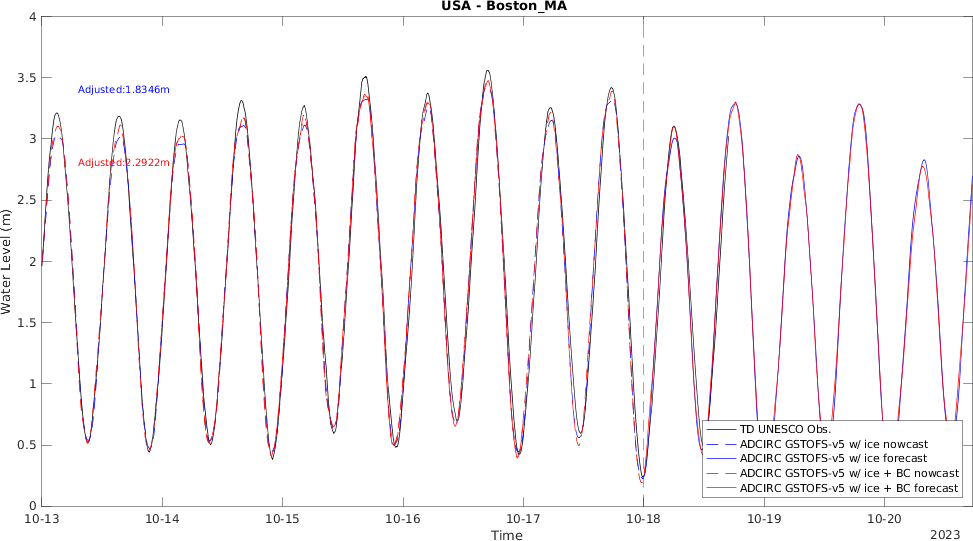 USA - Boston_MA
4
3.5
3
2.5
2
1.5
1
0.5
0
Water Level (m)
Adjusted:1.8346m
Adjusted:2.2922m
TD UNESCO Obs.
ADCIRC GSTOFS-v5 w/ ice nowcast
ADCIRC GSTOFS-v5 w/ ice forecast
ADCIRC GSTOFS-v5 w/ ice + BC nowcast
ADCIRC GSTOFS-v5 w/ ice + BC forecast
10-13 10-14 10-15 10-16 10-17 10-18 10-19 10-20
Time
2023